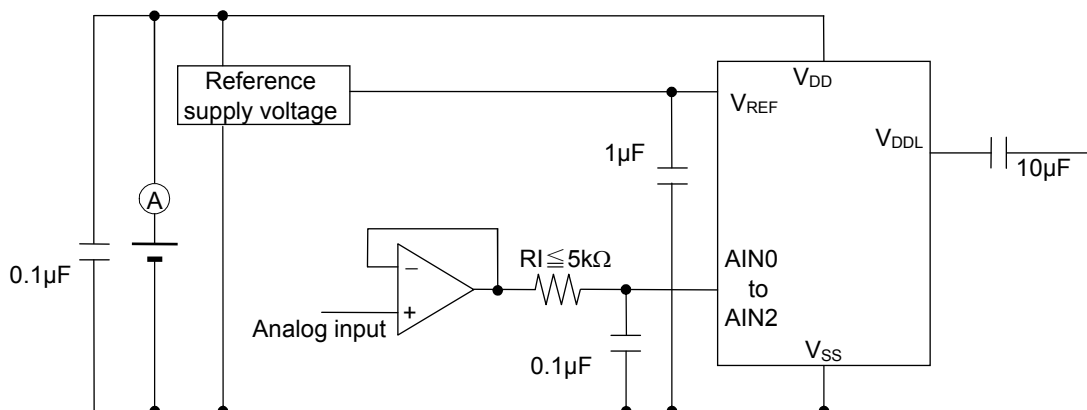 Reference
supply voltage
VDD
VREF
VDDL
1μF
10μF
A
0.1μF
−
+
RI≦5kΩ
AIN0
to
AIN2
Analog input
0.1μF
VSS